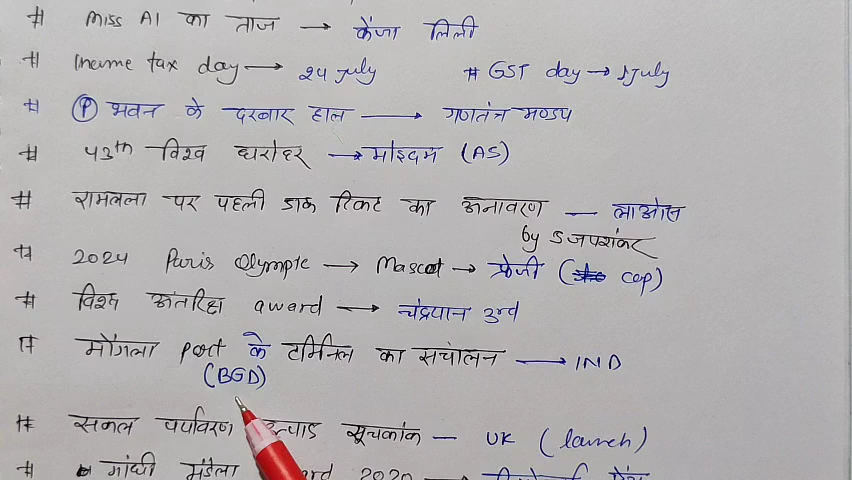 # Miss AI का ताज → कैंजा लिली
# Income tax day → 24 July # GST day → 1 July
# (P) भवन के दरबार हाल → गणतंत्र मण्डप
# 43th विश्व धरोहर → मोइदम (AS)
# रामलला पर पहली डाक टिकट का अनावरण – लाओस
by S जयशंकर
# 2024 Paris Olympic → Mascot → फ्रेजी (cap)
# विश्व अंतरिक्ष award → चंद्रयान 3rd
# मोंगला port के टर्मिनल का संचालन → IND
(BGD)
# सकल पर्यावरण उत्पाद सूचकांक – UK (launch)
# गांधी मंडेला 2020 →